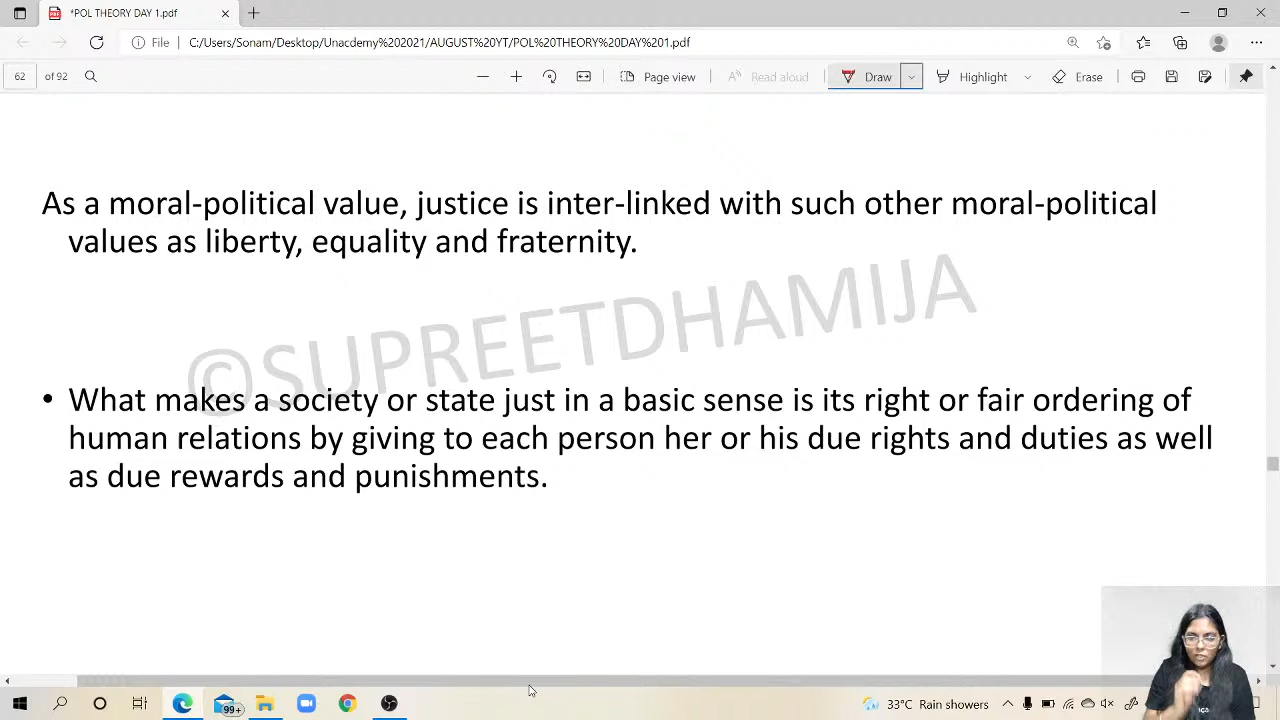 *POL THEORY DAY 1.pdf
File
C:/Users/Sonam/Desktop/Unacdemy%202021/AUGUST%20YT/POL%20THEORY%20DAY%201.pdf
62 of 92
Page view
Read aloud
Draw
Highlight
Erase
As a moral-political value, justice is inter-linked with such other moral-political
values as liberty, equality and fraternity.
©SUPREETDHAMIJA
• What makes a society or state just in a basic sense is its right or fair ordering of
human relations by giving to each person her or his due rights and duties as well
as due rewards and punishments.
99+
33°C Rain showers